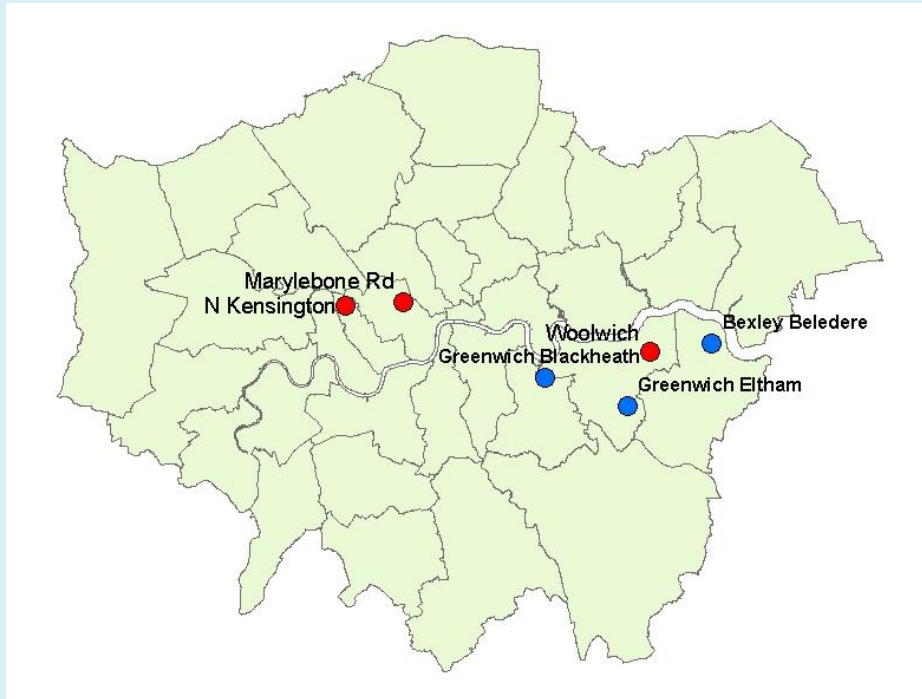 Marylebone Rd
N Kensington
Woolwich
Bexley Beledere
Greenwich Blackheath
Greenwich Eltham